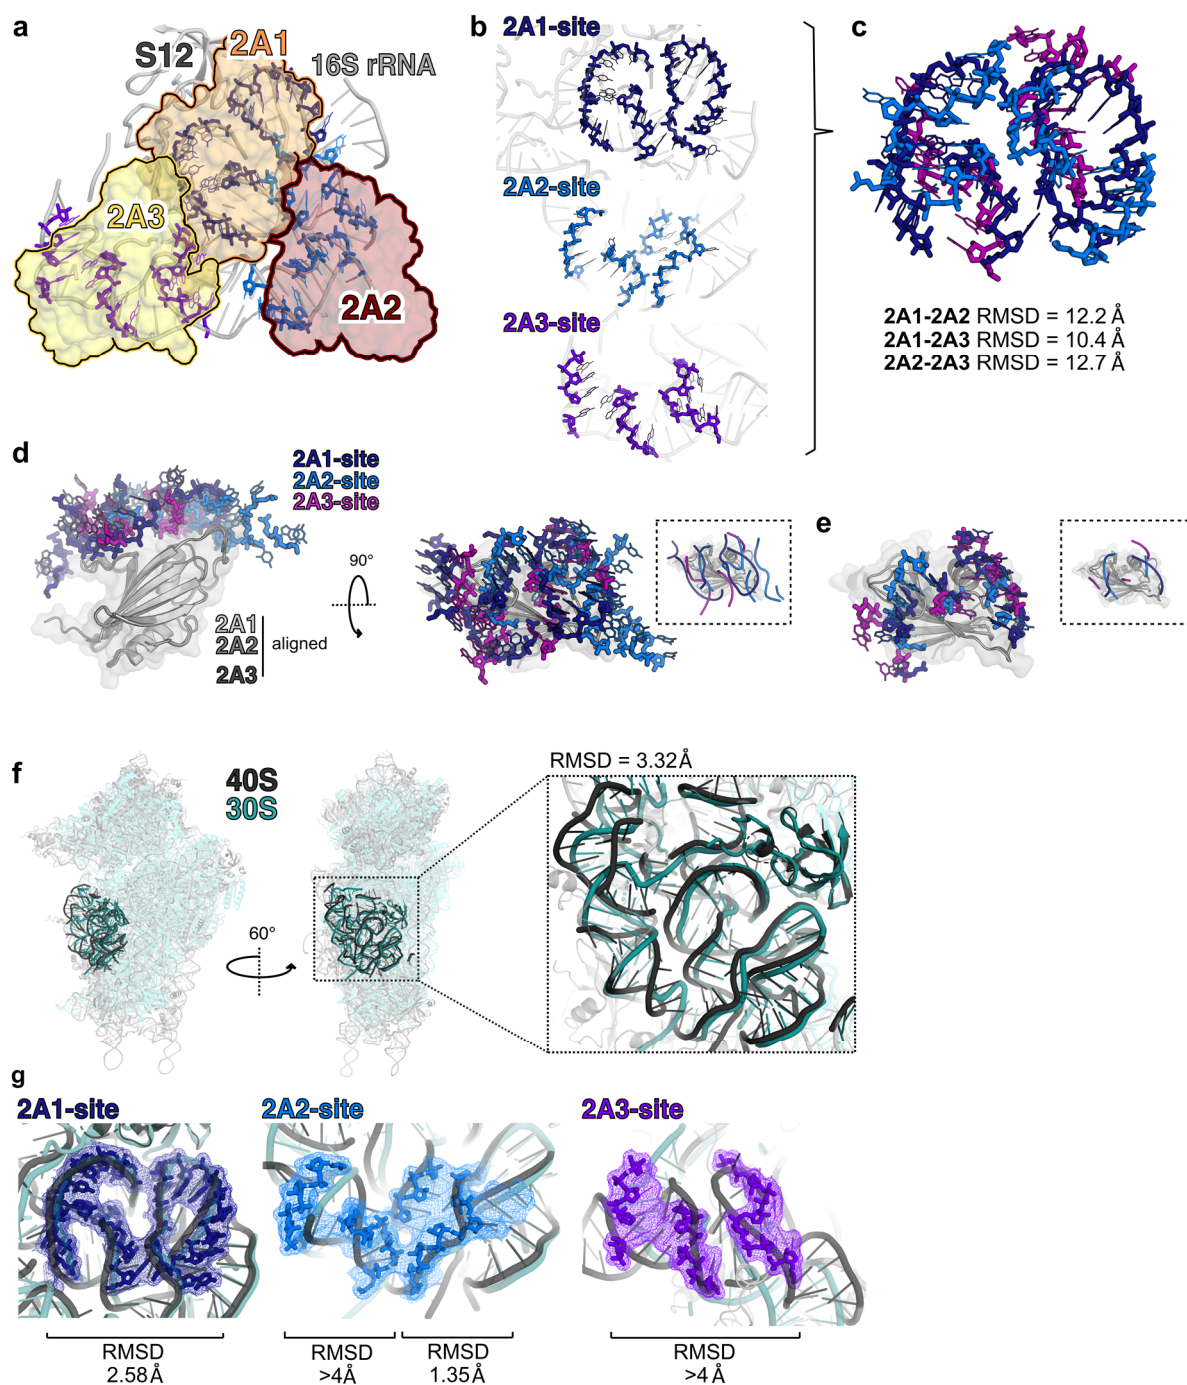 a
S12
2A1
16S rRNA
2A3
2A2
b
2A1-site
2A2-site
2A3-site
c
2A1-2A2 RMSD = 12.2 Å
2A1-2A3 RMSD = 10.4 Å
2A2-2A3 RMSD = 12.7 Å
d
2A1-site
2A2-site
2A3-site
90°
2A1
2A2
2A3
aligned
e
f
40S
30S
60°
RMSD = 3.32Å
g
2A1-site
2A2-site
2A3-site
RMSD
2.58Å
RMSD
>4Å
RMSD
1.35Å
RMSD
>4Å